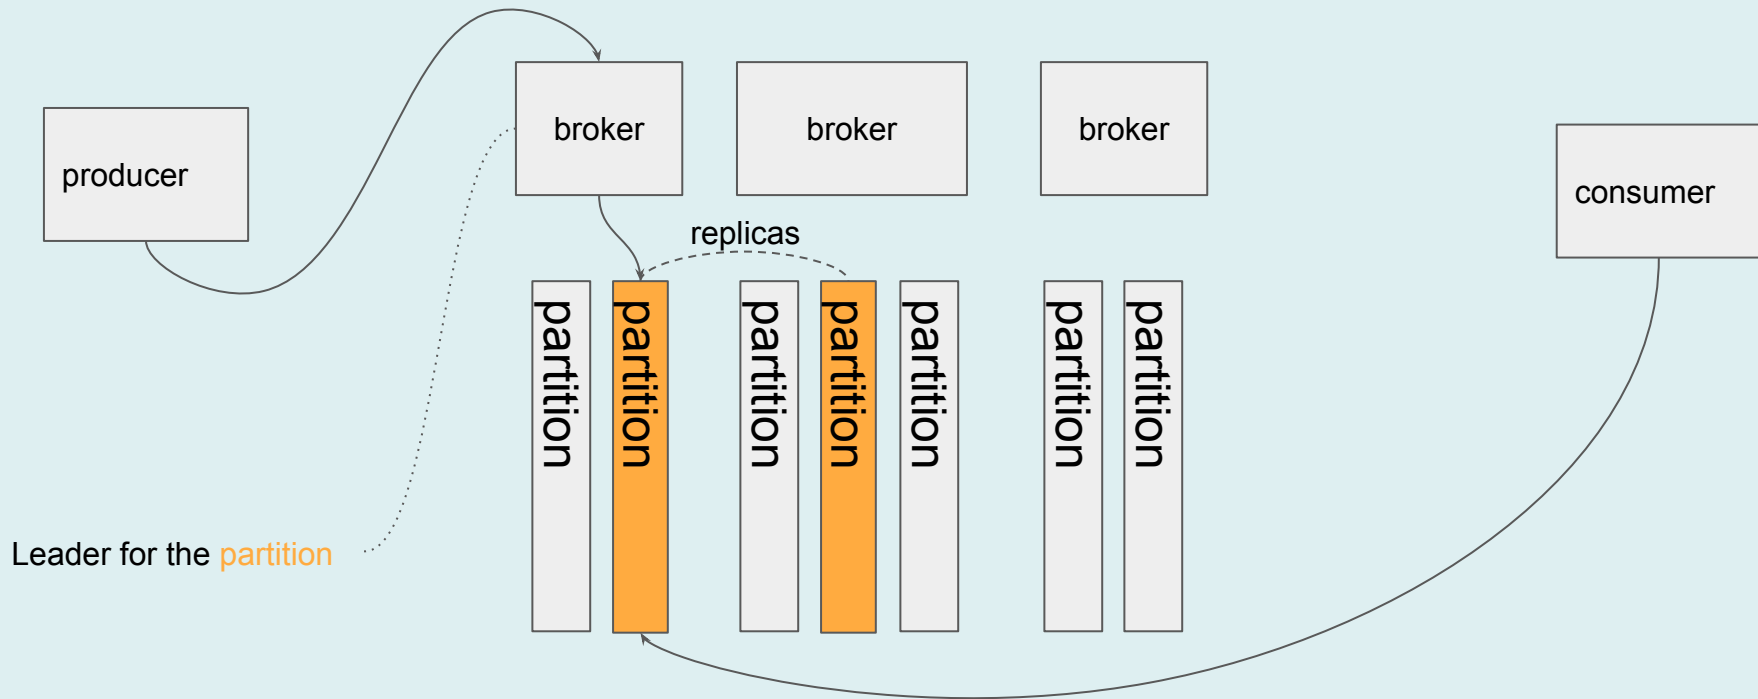 producer
broker
broker
broker
consumer
replicas
partition
partition
partition
partition
partition
partition
partition
Leader for the partition